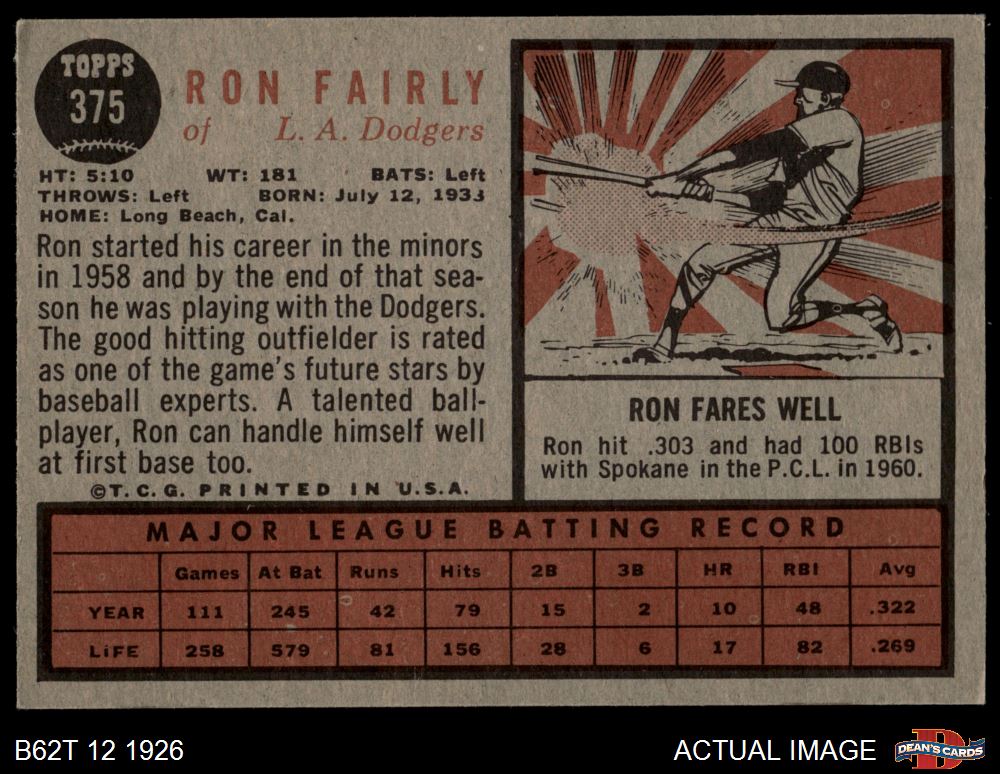 TOPPS
375
RON FAIRLY
of L. A. Dodgers
HT: 5:10 WT: 181 BATS: Left
THROWS: Left BORN: July 12, 1933
HOME: Long Beach, Cal.
Ron started his career in the minors
in 1958 and by the end of that sea-
son he was playing with the Dodgers.
The good hitting outfielder is rated
as one of the game's future stars by
baseball experts. A talented ball-
player, Ron can handle himself well
at first base too.
©T. C. G. PRINTED IN U.S.A.
RON FARES WELL
Ron hit .303 and had 100 RBIs
with Spokane in the P.C.L. in 1960.
MAJOR LEAGUE BATTING RECORD
Games At Bat Runs Hits 2B 3B HR RBI Avg
YEAR 111 245 42 79 15 2 10 48 .322
LiFE 258 579 81 156 28 6 17 82 .269
B62T 12 1926
ACTUAL IMAGE
D
DEAN'S CARDS